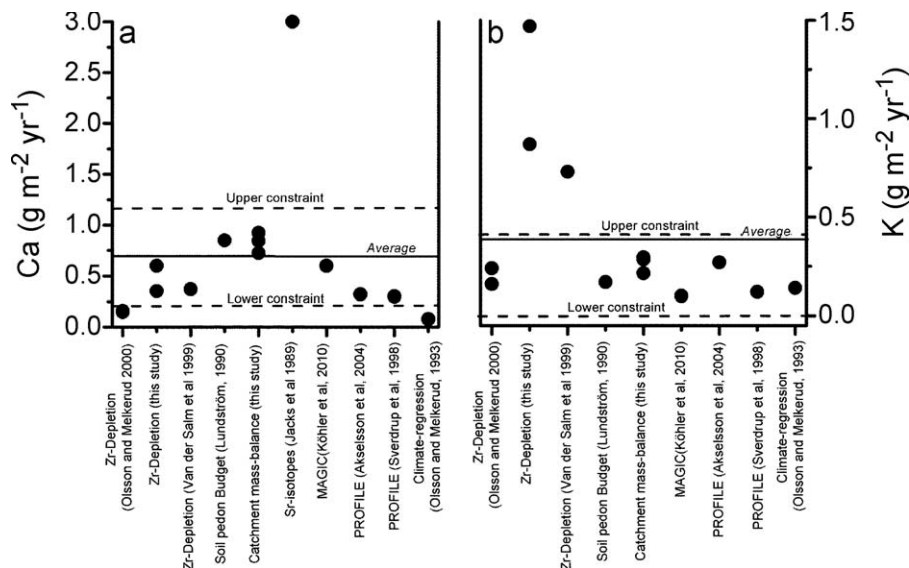 a
Ca (g m⁻² yr⁻¹)
3.0
2.5
2.0
1.5
1.0
0.5
0.0
Upper constraint
Average
Lower constraint
Zr-Depletion
(Olsson and Melkerud 2000)
Zr-Depletion (this study)
Zr-Depletion (Van der Salm et al 1999)
Soil pedon Budget (Lundström, 1990)
Catchment mass-balance (this study)
Sr-isotopes (Jacks et al 1989)
MAGIC(Köhler et al, 2010)
PROFILE (Akselsson et al, 2004)
PROFILE (Sverdrup et al, 1998)
Climate-regression
(Olsson and Melkerud, 1993)
b
K (g m⁻² yr⁻¹)
1.5
1.0
0.5
0.0
Upper constraint
Average
Lower constraint
Zr-Depletion
(Olsson and Melkerud 2000)
Zr-Depletion (this study)
Zr-Depletion (Van der Salm et al 1999)
Soil pedon Budget (Lundström, 1990)
Catchment mass-balance (this study)
MAGIC(Köhler et al, 2010)
PROFILE (Akselsson et al, 2004)
PROFILE (Sverdrup et al, 1998)
Climate-regression
(Olsson and Melkerud, 1993)